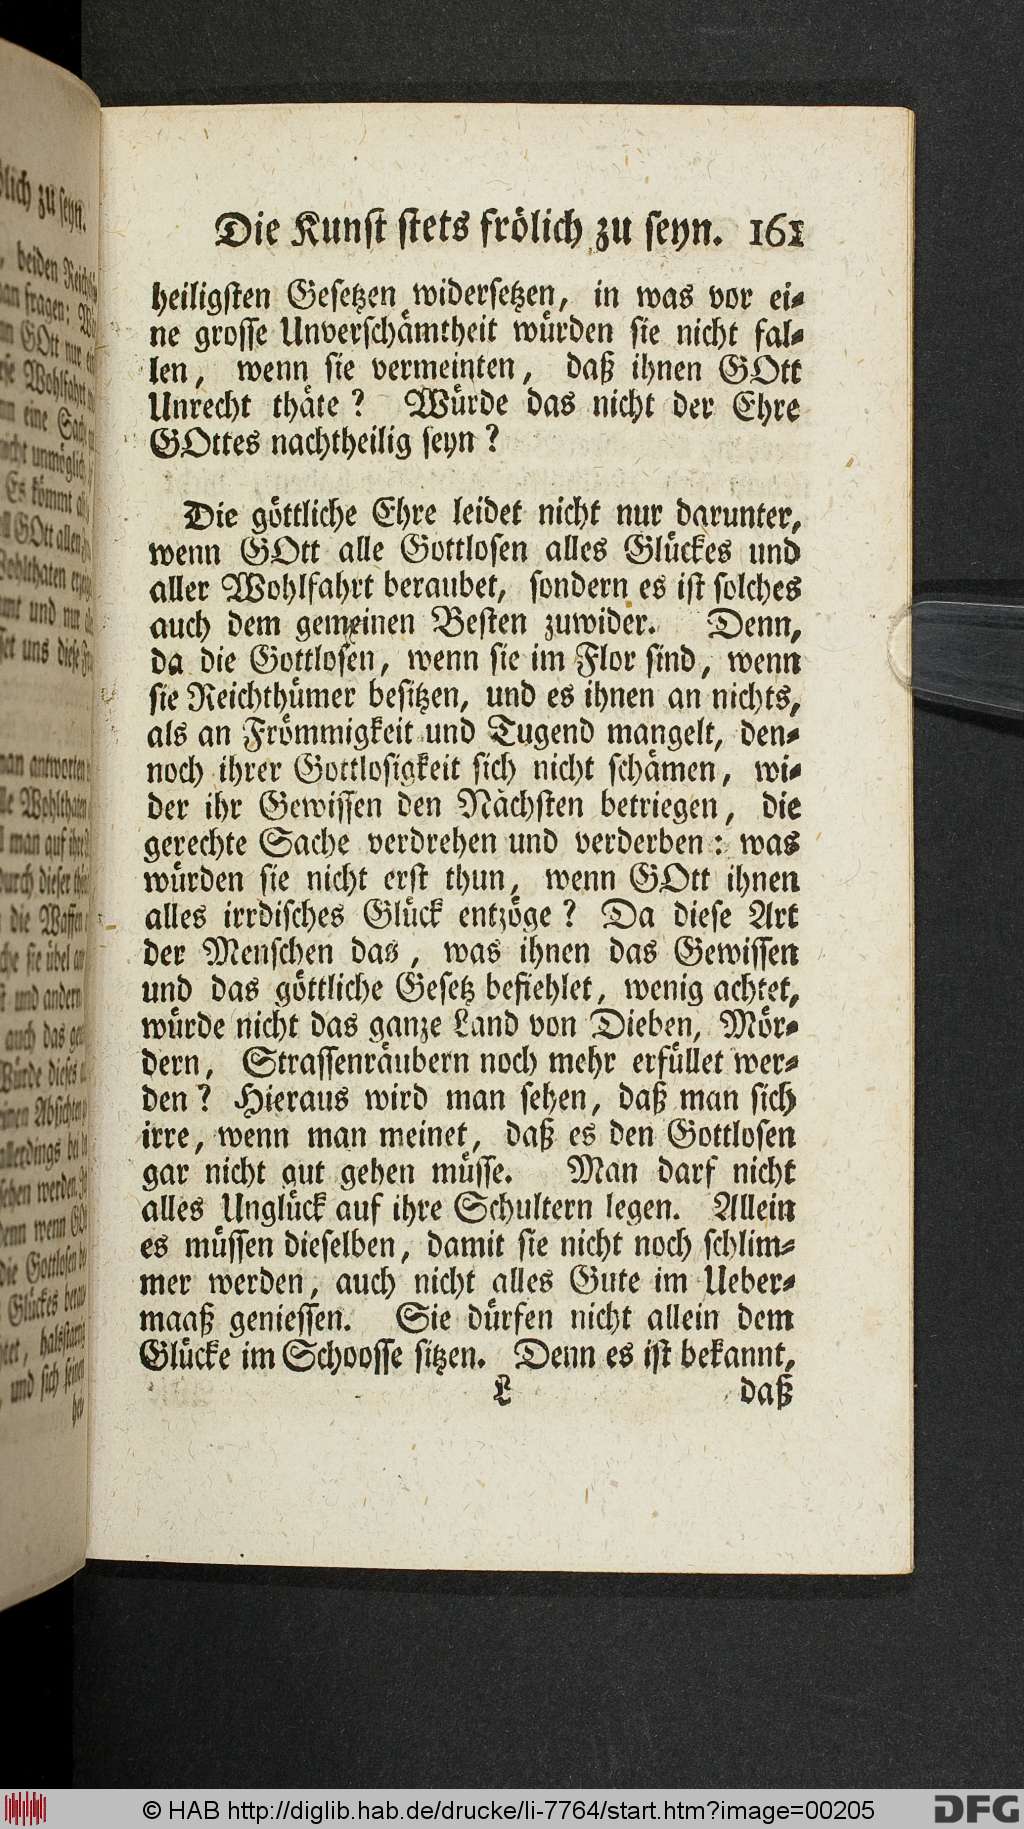 Die Kunst stets frölich zu seyn. 161
heiligsten Gesetzen widersetzen, in was vor ei-
ne grosse Unverschämtheit würden sie nicht fal-
len, wenn sie vermeinten, daß ihnen GOtt
Unrecht thäte? Würde das nicht der Ehre
GOttes nachtheilig seyn?
Die göttliche Ehre leidet nicht nur darunter,
wenn GOtt alle Gottlosen alles Glückes und
aller Wohlfahrt beraubet, sondern es ist solches
auch dem gemeinen Besten zuwider. Denn,
da die Gottlosen, wenn sie im Flor sind, wenn
sie Reichthümer besitzen, und es ihnen an nichts,
als an Frömmigkeit und Tugend mangelt, den-
noch ihrer Gottlosigkeit sich nicht schämen, wi-
der ihr Gewissen den Nächsten betriegen, die
gerechte Sache verdrehen und verderben: was
würden sie nicht erst thun, wenn GOtt ihnen
alles irrdisches Glück entzöge? Da diese Art
der Menschen das, was ihnen das Gewissen
und das göttliche Gesetz befiehlet, wenig achtet,
würde nicht das ganze Land von Dieben, Mör-
dern, Strassenräubern noch mehr erfüllet wer-
den? Hieraus wird man sehen, daß man sich
irre, wenn man meinet, daß es den Gottlosen
gar nicht gut gehen müsse. Man darf nicht
alles Unglück auf ihre Schultern legen. Allein
es müssen dieselben, damit sie nicht noch schlim-
mer werden, auch nicht alles Gute im Ueber-
maaß geniessen. Sie dürfen nicht allein dem
Glücke im Schoosse sitzen. Denn es ist bekannt,
L daß
© HAB http://diglib.hab.de/drucke/li-7764/start.htm?image=00205
DFG